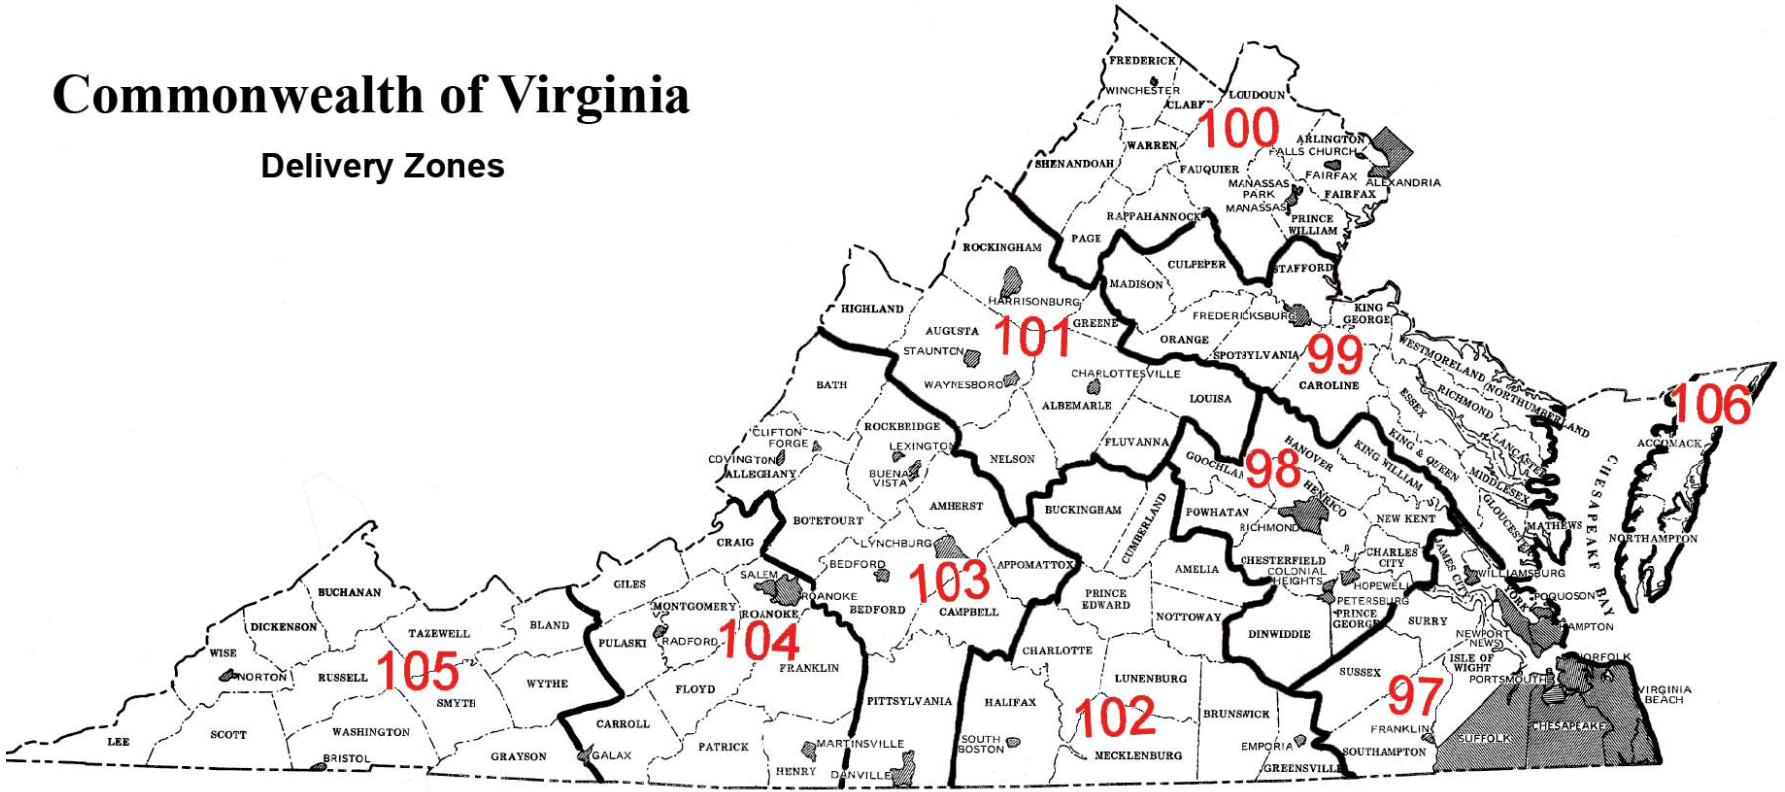 Commonwealth of Virginia
Delivery Zones
FREDERICK
WINCHESTER
CLARKE
LOUDOUN
100
ARLINGTON
FALLS CHURCH
WARREN
SHENANDOAH
FAUQUIER
FAIRFAX
ALEXANDRIA
MANASSAS
PARK
FAIRFAX
MANASSAS
RAPPAHANNOCK
PRINCE
WILLIAM
PAGE
ROCKINGHAM
CULPEPER
STAFFORD
MADISON
HARRISONBURG
HIGHLAND
KING
GEORGE
FREDERICKSBURG
GREENE
AUGUSTA
101
ORANGE
SPOTSYLVANIA
99
STAUNTON
WESTMORELAND
WAYNESBORO
CHARLOTTESVILLE
BATH
CAROLINE
RICHMOND
NORTHUMBERLAND
ESSEX
LOUISA
ALBEMARLE
106
ACCOMACK
ROCKBRIDGE
CLIFTON
FORGE
LEXINGTON
FLUVANNA
HANOVER
KING & QUEEN
KING WILLIAM
LANCASTER
COVINGTON
ALLEGHANY
BUENA
VISTA
NELSON
GOOCHLAN
98
MIDDLESEX
CHESAPEAKE BAY
HENRICO
GLOUCESTER
AMHERST
BUCKINGHAM
CUMBERLAND
POWHATAN
RICHMOND
NEW KENT
MATHEWS
BOTETOURT
NORTHAMPTON
CRAIG
LYNCHBURG
CHESTERFIELD
CHARLES
CITY
JAMES CITY
BEDFORD
APPOMATTOX
AMELIA
COLONIAL
HEIGHTS
HOPEWELL
WILLIAMSBURG
GILES
SALEM
ROANOKE
103
PRINCE
EDWARD
PETERSBURG
YORK
POQUOSON
BUCHANAN
MONTGOMERY
ROANOKE
BEDFORD
CAMPBELL
NOTTOWAY
PRINCE
GEORGE
SURRY
HAMPTON
DICKENSON
TAZEWELL
BLAND
PULASKI
RADFORD
104
DINWIDDIE
NEWPORT
NEWS
WISE
CHARLOTTE
ISLE OF
WIGHT
NORFOLK
FRANKLIN
SUSSEX
PORTSMOUTH
NORTON
RUSSELL
105
WYTHE
FLOYD
LUNENBURG
97
VIRGINIA
BEACH
SMYTH
PITTSYLVANIA
HALIFAX
102
BRUNSWICK
LEE
SCOTT
WASHINGTON
CARROLL
FRANKLIN
CHESAPEAKE
SUFFOLK
GRAYSON
GALAX
PATRICK
MARTINSVILLE
SOUTH
BOSTON
MECKLENBURG
EMPORIA
SOUTHAMPTON
BRISTOL
HENRY
DANVILLE
GREENSVILLE